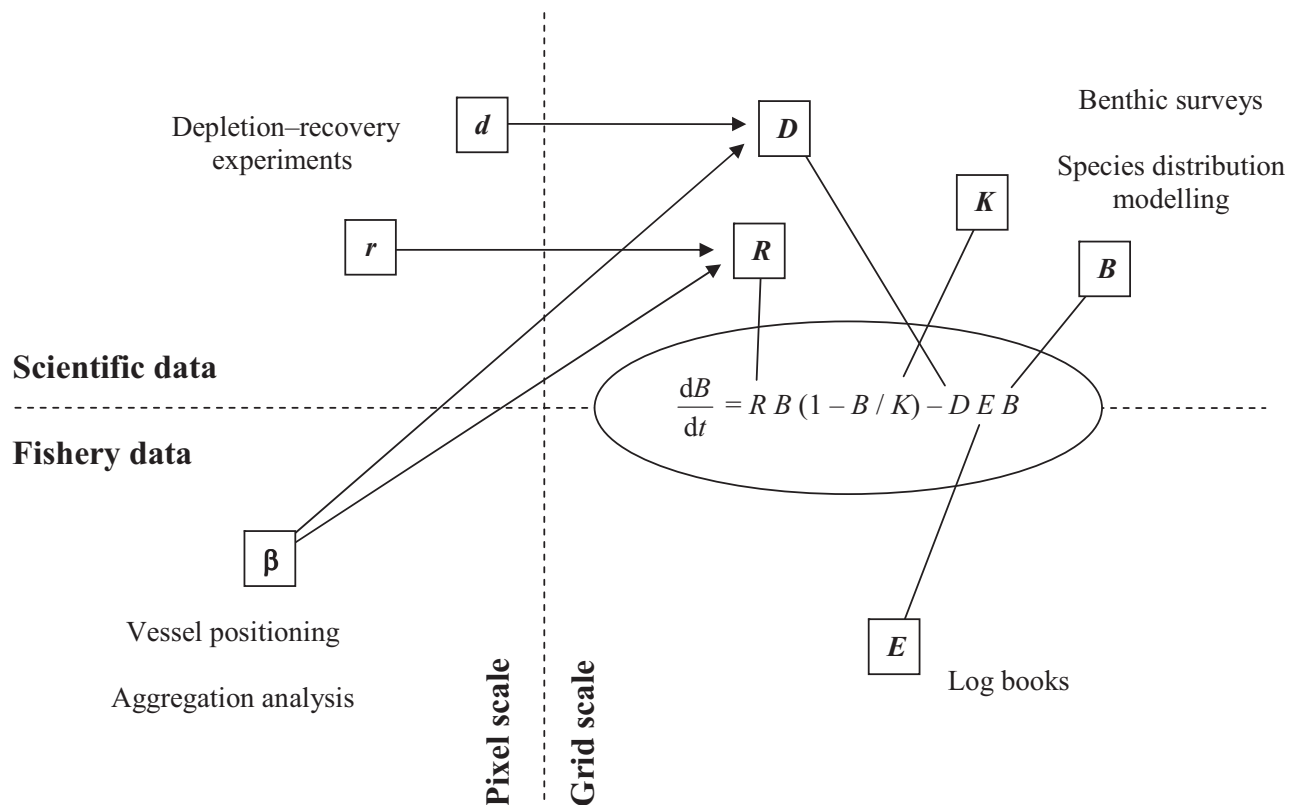 Benthic surveys
d
D
Depletion–recovery
experiments
Species distribution
modelling
K
r
R
B
Scientific data
dB/dt = R B (1 – B / K) – D E B
Fishery data
β
Vessel positioning
Aggregation analysis
Pixel scale
Grid scale
E
Log books